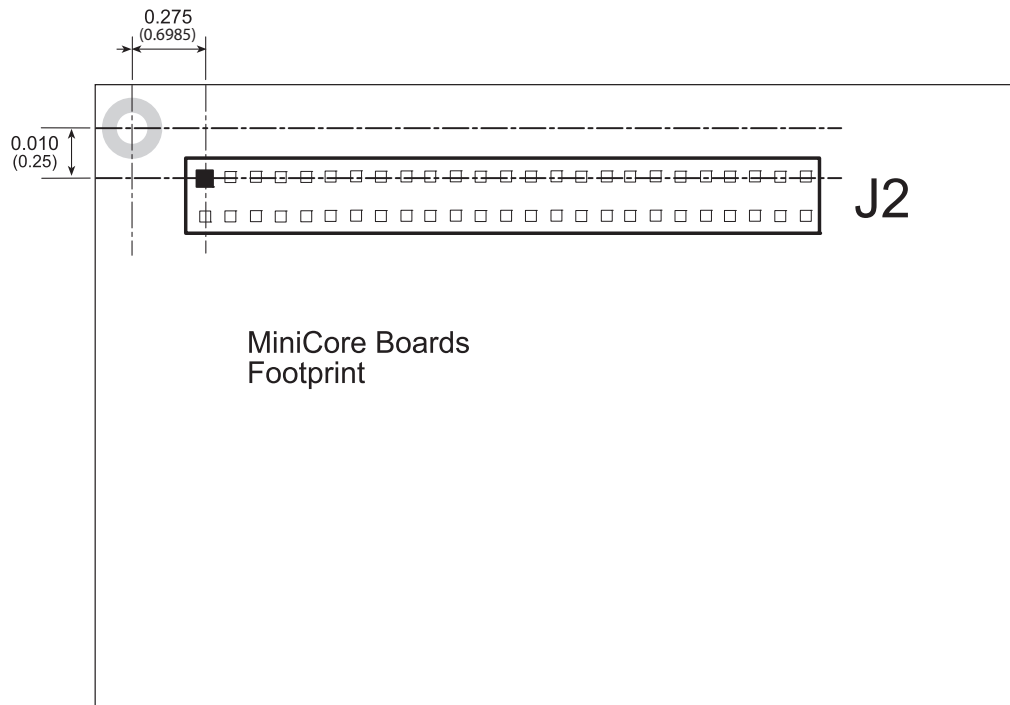 0.275
(0.6985)
0.010
(0.25)
J2
MiniCore Boards
Footprint